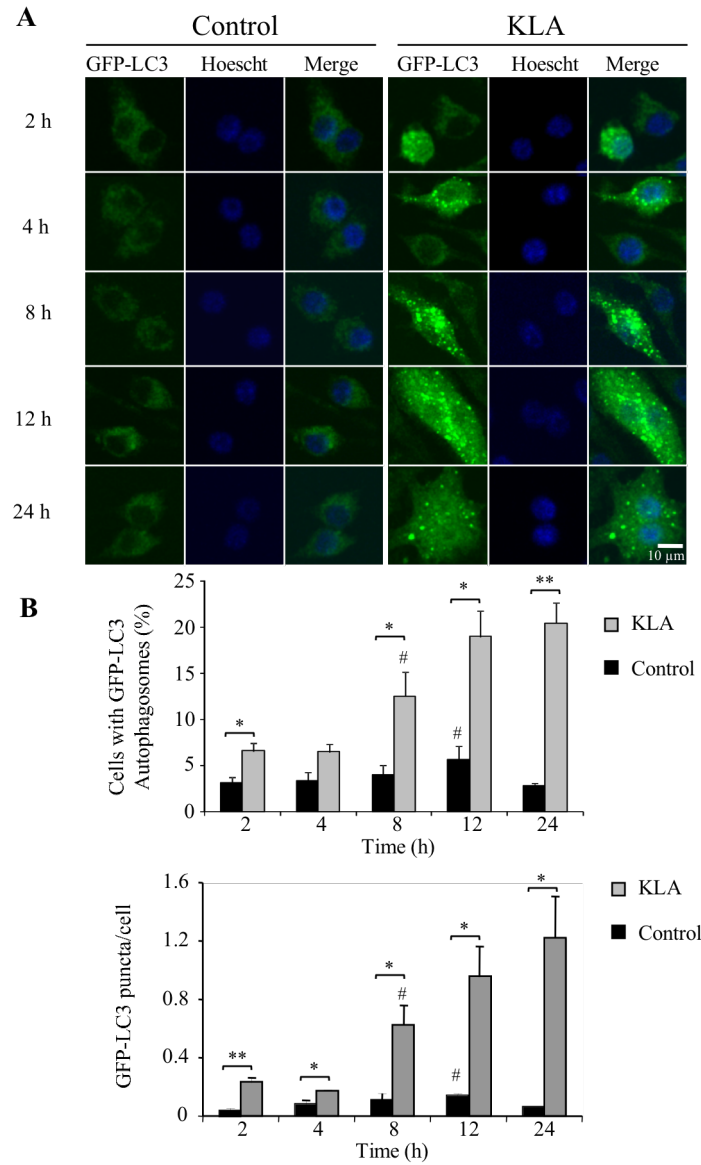 A
Control KLA
GFP-LC3 Hoescht Merge GFP-LC3 Hoescht Merge
2 h
4 h
8 h
12 h
24 h
10 µm
B
Cells with GFP-LC3
Autophagosomes (%)
25
20
15
10
5
0
*
*
#
*
#
**
KLA
Control
2 4 8 12 24
Time (h)
GFP-LC3 puncta/cell
1.6
1.2
0.8
0.4
0
**
*
*
#
*
#
*
KLA
Control
2 4 8 12 24
Time (h)